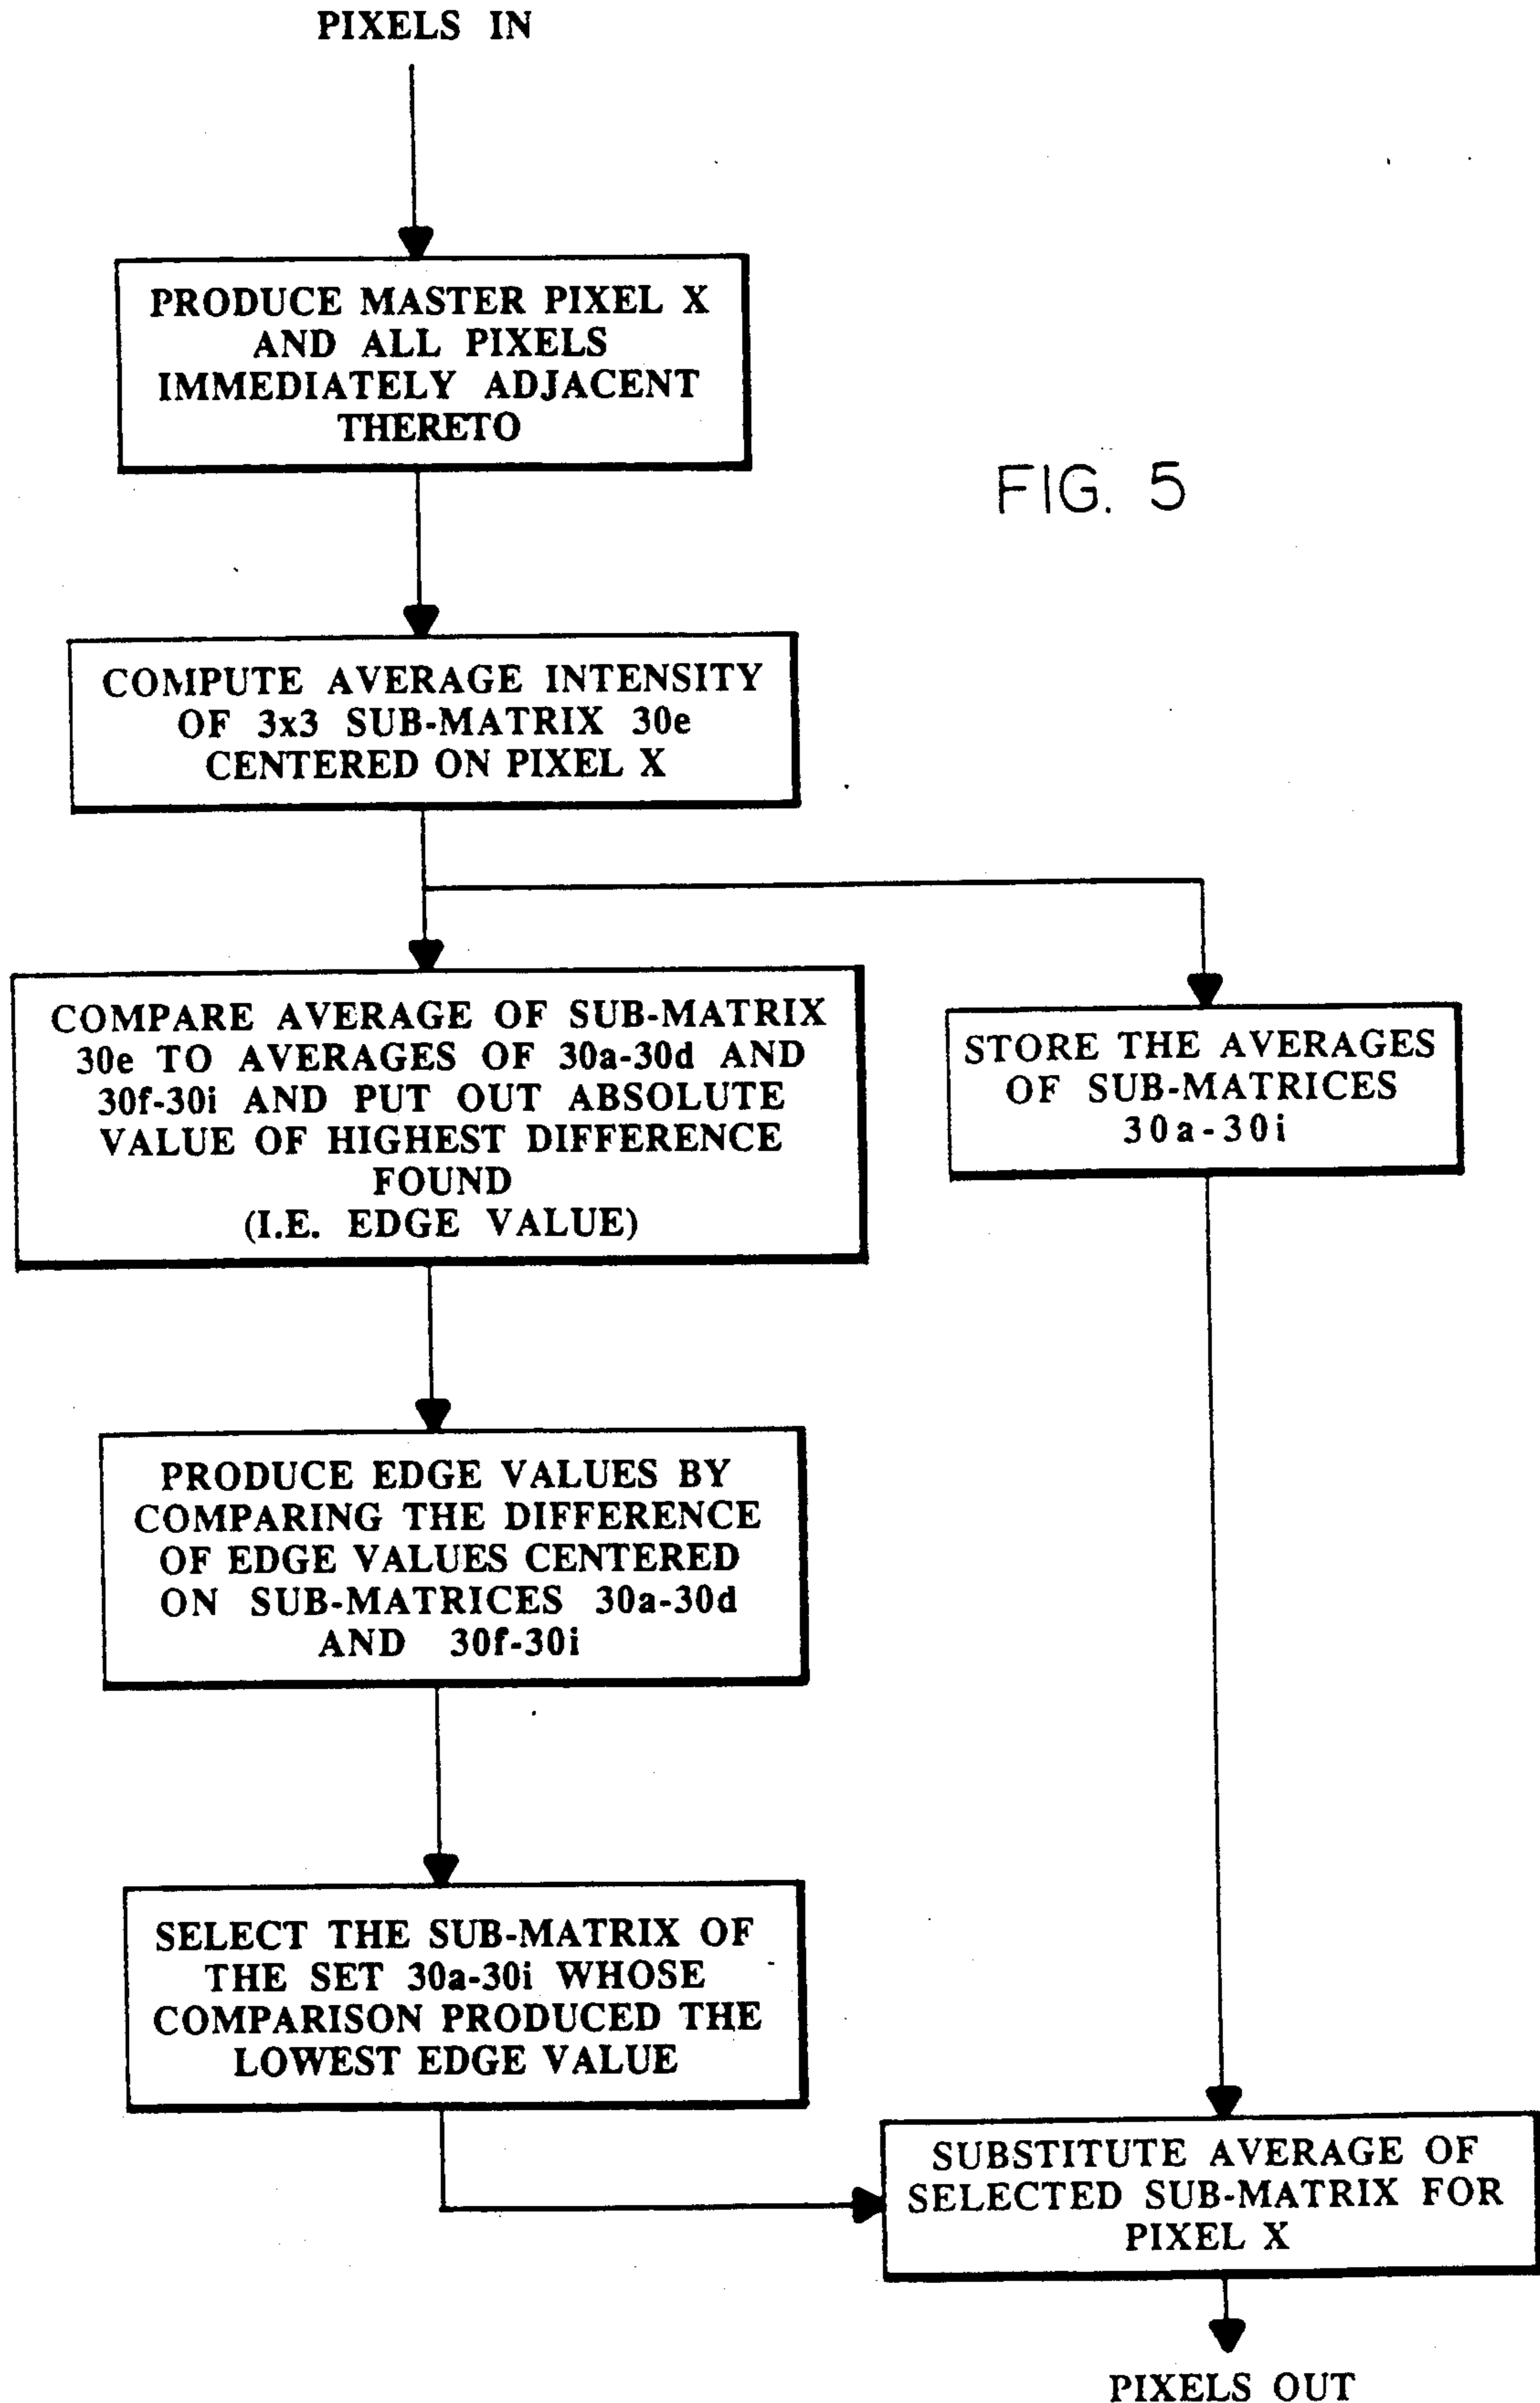 PIXELS IN
PRODUCE MASTER PIXEL X
AND ALL PIXELS
IMMEDIATELY ADJACENT
THERETO
FIG. 5
COMPUTE AVERAGE INTENSITY
OF 3x3 SUB-MATRIX 30e
CENTERED ON PIXEL X
COMPARE AVERAGE OF SUB-MATRIX
30e TO AVERAGES OF 30a-30d AND
30f-30i AND PUT OUT ABSOLUTE
VALUE OF HIGHEST DIFFERENCE
FOUND
(I.E. EDGE VALUE)
STORE THE AVERAGES
OF SUB-MATRICES
30a-30i
PRODUCE EDGE VALUES BY
COMPARING THE DIFFERENCE
OF EDGE VALUES CENTERED
ON SUB-MATRICES 30a-30d
AND 30f-30i
SELECT THE SUB-MATRIX OF
THE SET 30a-30i WHOSE
COMPARISON PRODUCED THE
LOWEST EDGE VALUE
SUBSTITUTE AVERAGE OF
SELECTED SUB-MATRIX FOR
PIXEL X
PIXELS OUT